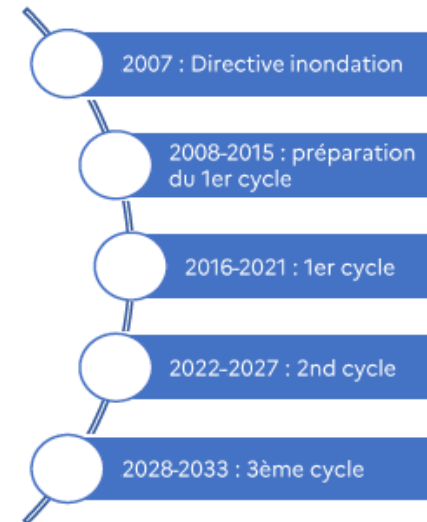 2007 : Directive inondation
2008-2015 : préparation
du 1er cycle
2016-2021 : 1er cycle
2022-2027 : 2nd cycle
2028-2033 : 3ème cycle